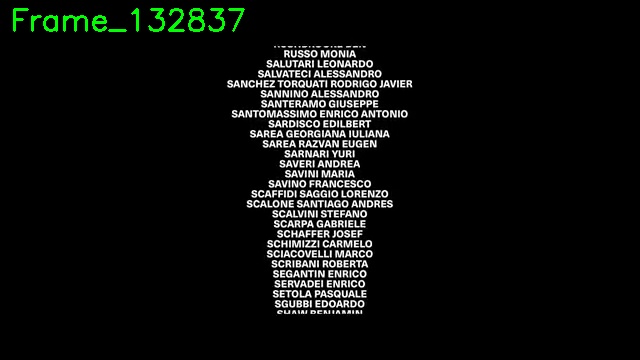 Frame_132837
RUSSO MONIA
SALUTARI LEONARDO
SALVATECI ALESSANDRO
SANCHEZ TORQUATI RODRIGO JAVIER
SANNINO ALESSANDRO
SANTERAMO GIUSEPPE
SANTOMASSIMO ENRICO ANTONIO
SARDISCO EDILBERT
SAREA GEORGIANA IULIANA
SAREA RAZVAN EUGEN
SARNARI YURI
SAVERI ANDREA
SAVINI MARIA
SAVINO FRANCESCO
SCAFFIDI SAGGIO LORENZO
SCALONE SANTIAGO ANDRES
SCALVINI STEFANO
SCARPA GABRIELE
SCHAFFER JOSEF
SCHIMIZZI CARMELO
SCIACOVELLI MARCO
SCRIBANI ROBERTA
SEGANTIN ENRICO
SERVADEI ENRICO
SETOLA PASQUALE
SGUBBI EDOARDO
SHAW BENJAMIN